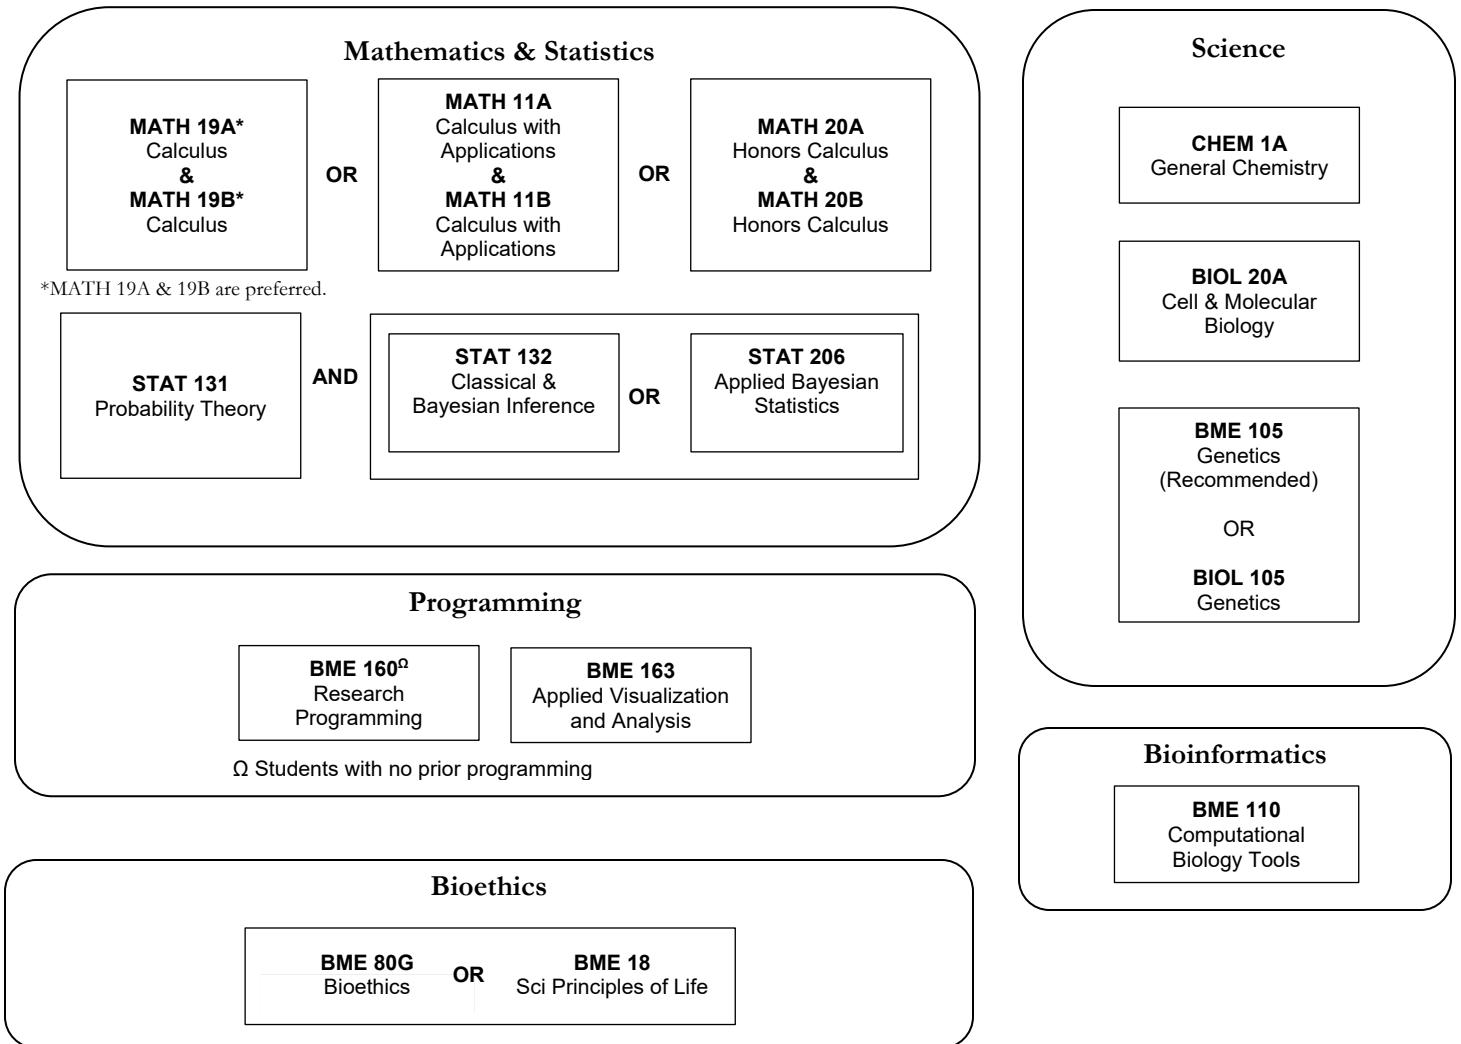 Mathematics & Statistics
MATH 19A*
Calculus
&
MATH 19B*
Calculus
OR
MATH 11A
Calculus with
Applications
&
MATH 11B
Calculus with
Applications
OR
MATH 20A
Honors Calculus
&
MATH 20B
Honors Calculus
*MATH 19A & 19B are preferred.
STAT 131
Probability Theory
AND
STAT 132
Classical &
Bayesian Inference
OR
STAT 206
Applied Bayesian
Statistics
Science
CHEM 1A
General Chemistry
BIOL 20A
Cell & Molecular
Biology
BME 105
Genetics
(Recommended)
OR
BIOL 105
Genetics
Programming
BME 160Ω
Research
Programming
BME 163
Applied Visualization
and Analysis
Ω Students with no prior programming
Bioinformatics
BME 110
Computational
Biology Tools
Bioethics
BME 80G
Bioethics
OR
BME 18
Sci Principles of Life